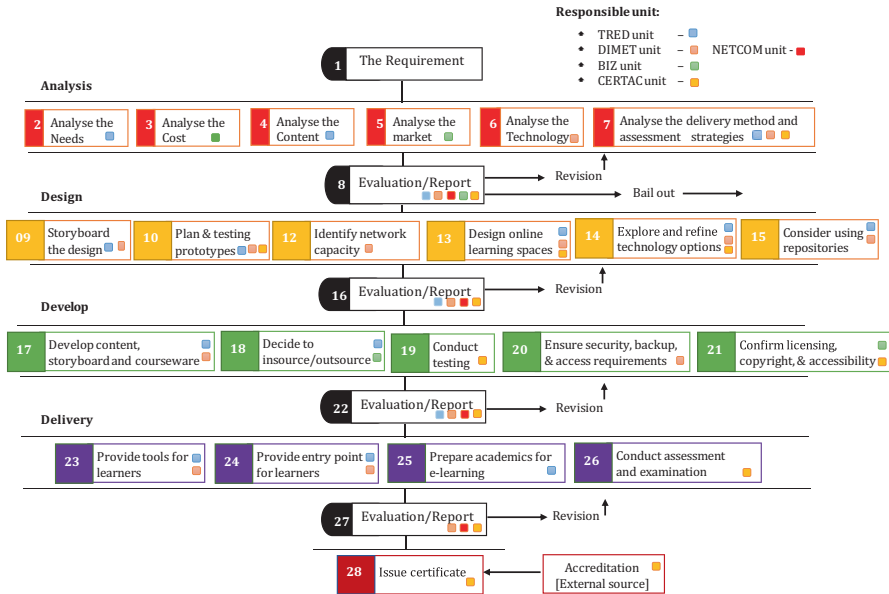 Responsible unit:
TRED unit –
DIMET unit – NETCOM unit -
BIZ unit –
CERTAC unit –
1 The Requirement
Analysis
2 Analyse the
Needs
3 Analyse the
Cost
4 Analyse the
Content
5 Analyse the
market
6 Analyse the
Technology
7 Analyse the delivery method and
assessment strategies
8 Evaluation/Report
Revision
Bail out
Design
09 Storyboard
the design
10 Plan & testing
prototypes
12 Identify network
capacity
13 Design online
learning spaces
14 Explore and refine
technology options
15 Consider using
repositories
16 Evaluation/Report
Revision
Develop
17 Develop content,
storyboard and courseware
18 Decide to
insource/outsource
19 Conduct
testing
20 Ensure security, backup,
& access requirements
21 Confirm licensing,
copyright, & accessibility
22 Evaluation/Report
Revision
Delivery
23 Provide tools for
learners
24 Provide entry point
for learners
25 Prepare academics for
e-learning
26 Conduct assessment
and examination
27 Evaluation/Report
Revision
28 Issue certificate
Accreditation
[External source]